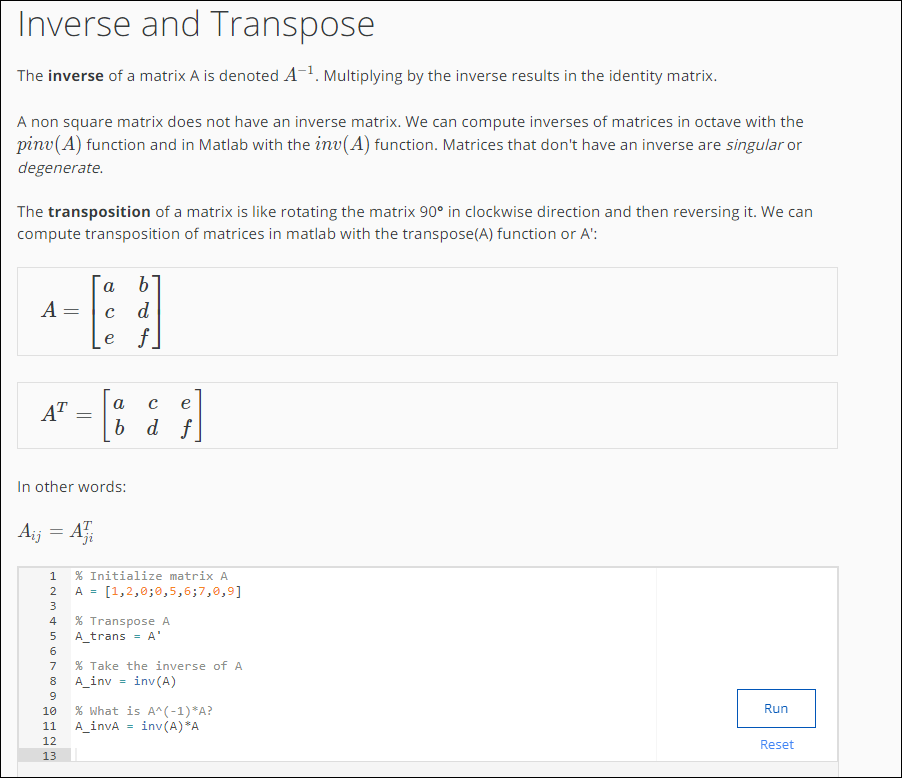 Inverse and Transpose
The inverse of a matrix A is denoted A⁻¹. Multiplying by the inverse results in the identity matrix.
A non square matrix does not have an inverse matrix. We can compute inverses of matrices in octave with the
pinv(A) function and in Matlab with the inv(A) function. Matrices that don't have an inverse are singular or
degenerate.
The transposition of a matrix is like rotating the matrix 90° in clockwise direction and then reversing it. We can
compute transposition of matrices in matlab with the transpose(A) function or A':
a b
A = c d
e f
Aᵀ = a c e
b d f
In other words:
A_{ij} = A^T_{ji}
1 % Initialize matrix A
2 A = [1,2,0;0,5,6;7,0,9]
3
4 % Transpose A
5 A_trans = A'
6
7 % Take the inverse of A
8 A_inv = inv(A)
9
10 % What is A^(-1)*A?
11 A_invA = inv(A)*A
12
13
Run
Reset